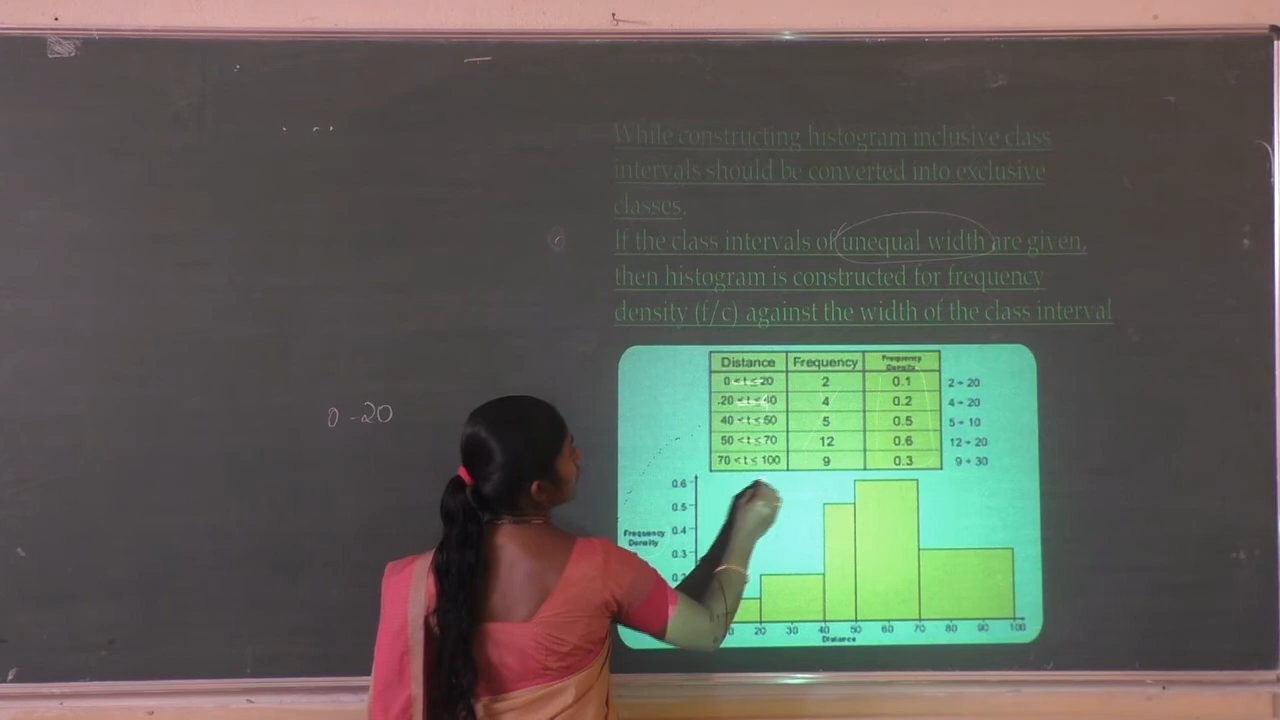 While constructing histogram inclusive class
intervals should be converted into exclusive
classes.
If the class intervals of unequal width are given,
then histogram is constructed for frequency
density (f/c) against the width of the class interval
0 - 20
Distance Frequency Frequency Density
0 < t ≤ 20 2 0.1 2 ÷ 20
20 < t ≤ 40 4 0.2 4 ÷ 20
40 < t ≤ 50 5 0.5 5 ÷ 10
50 < t ≤ 70 12 0.6 12 ÷ 20
70 < t ≤ 100 9 0.3 9 ÷ 30
0.6
0.5
Frequency Density
0.4
0.3
20 30 40 50 60 70 80 90 100
Distance